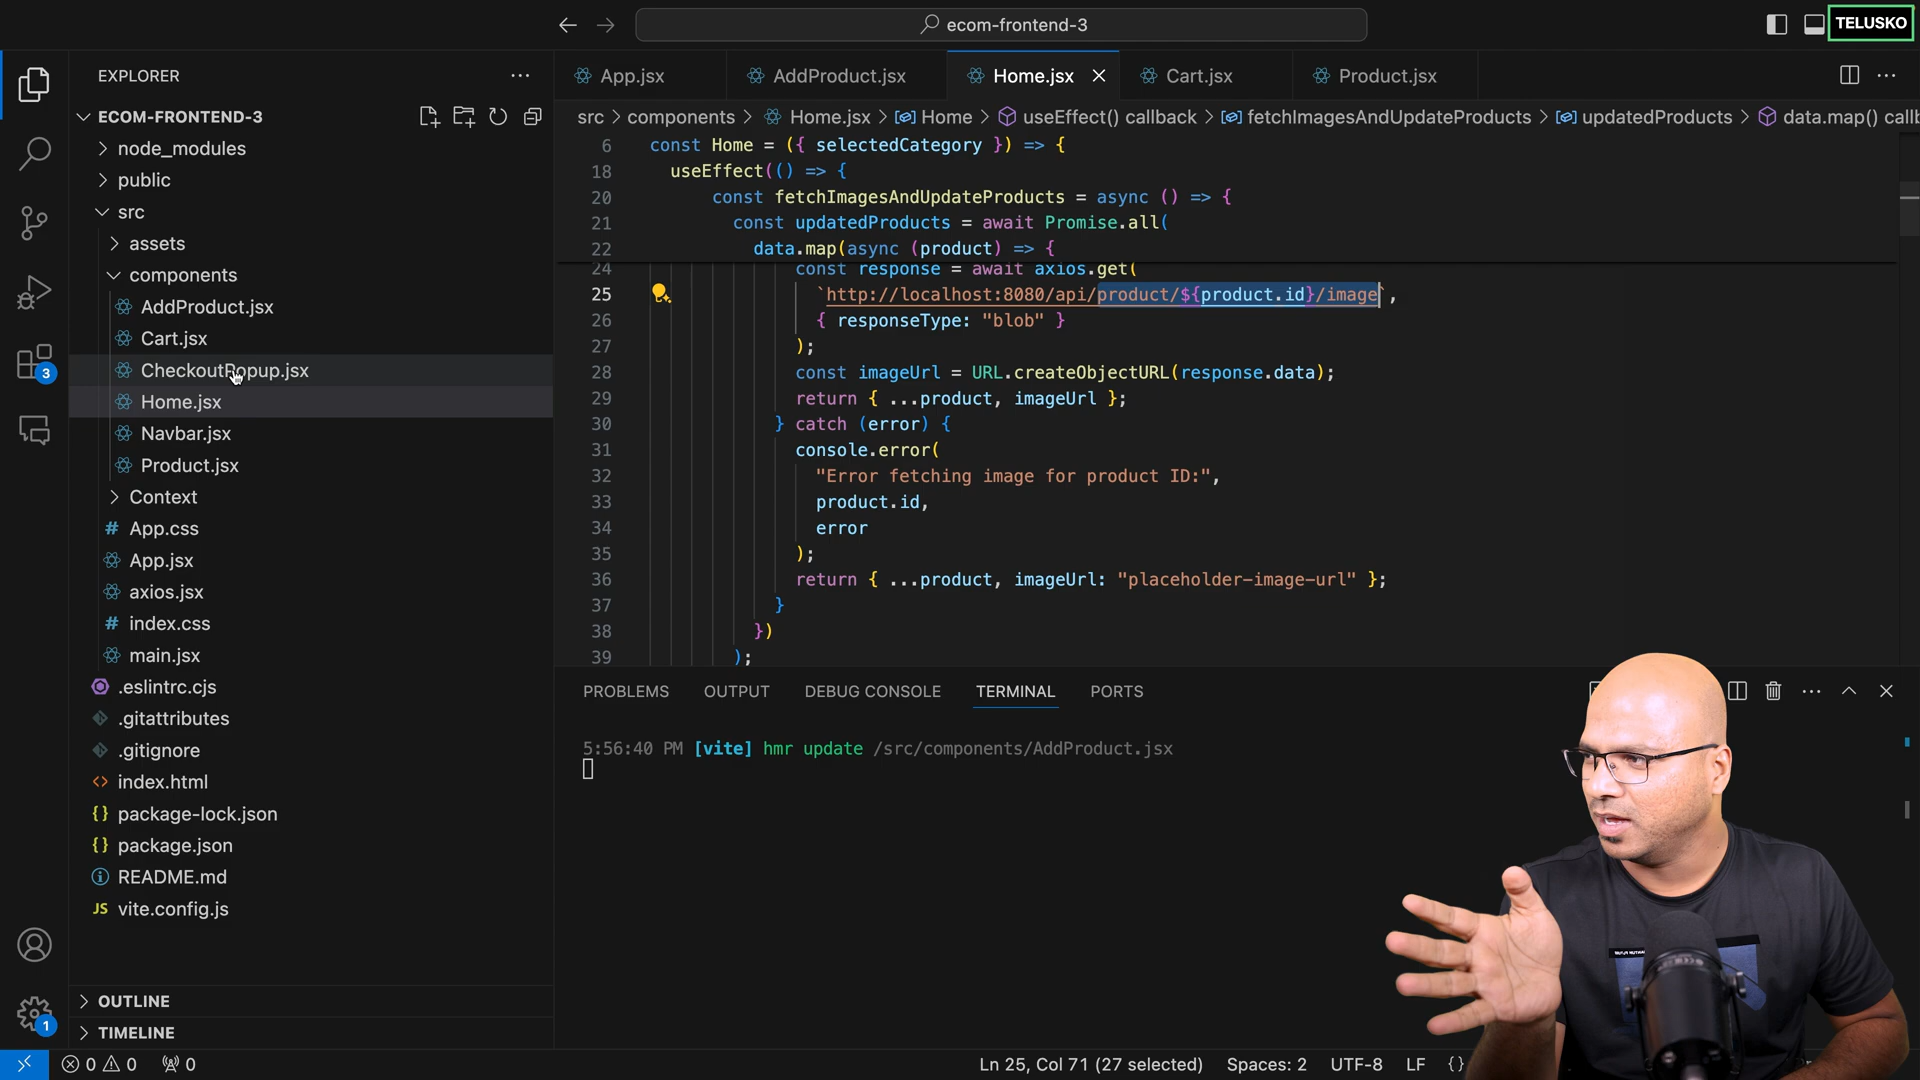 ecom-frontend-3
TELUSKO
EXPLORER
App.jsx
AddProduct.jsx
Home.jsx
Cart.jsx
Product.jsx
ECOM-FRONTEND-3
src > components > Home.jsx > Home > useEffect() callback > fetchImagesAndUpdateProducts > updatedProducts > data.map() call
node_modules
public
src
assets
components
AddProduct.jsx
Cart.jsx
CheckoutPopup.jsx
Home.jsx
Navbar.jsx
Product.jsx
Context
App.css
App.jsx
axios.jsx
index.css
main.jsx
.eslintrc.cjs
.gitattributes
.gitignore
index.html
package-lock.json
package.json
README.md
JS vite.config.js
OUTLINE
TIMELINE
6 const Home = ({ selectedCategory }) => {
18 useEffect(() => {
20 const fetchImagesAndUpdateProducts = async () => {
21 const updatedProducts = await Promise.all(
22 data.map(async (product) => {
24 const response = await axios.get(
25 `http://localhost:8080/api/product/${product.id}/image`,
26 { responseType: "blob" }
27 );
28 const imageUrl = URL.createObjectURL(response.data);
29 return { ...product, imageUrl };
30 } catch (error) {
31 console.error(
32 "Error fetching image for product ID:",
33 product.id,
34 error
35 );
36 return { ...product, imageUrl: "placeholder-image-url" };
37 }
38 })
39 );
PROBLEMS OUTPUT DEBUG CONSOLE TERMINAL PORTS
5:56:40 PM [vite] hmr update /src/components/AddProduct.jsx
3
1
0 0 0
Ln 25, Col 71 (27 selected) Spaces: 2 UTF-8 LF {}